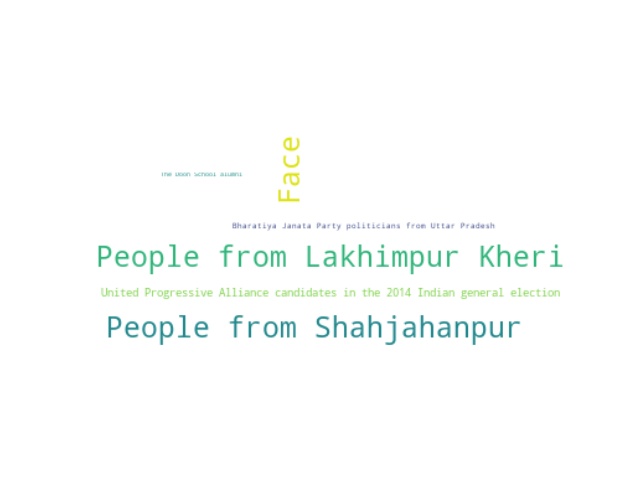 Face
The Doon School alumni
Bharatiya Janata Party politicians from Uttar Pradesh
People from Lakhimpur Kheri
United Progressive Alliance candidates in the 2014 Indian general election
People from Shahjahanpur